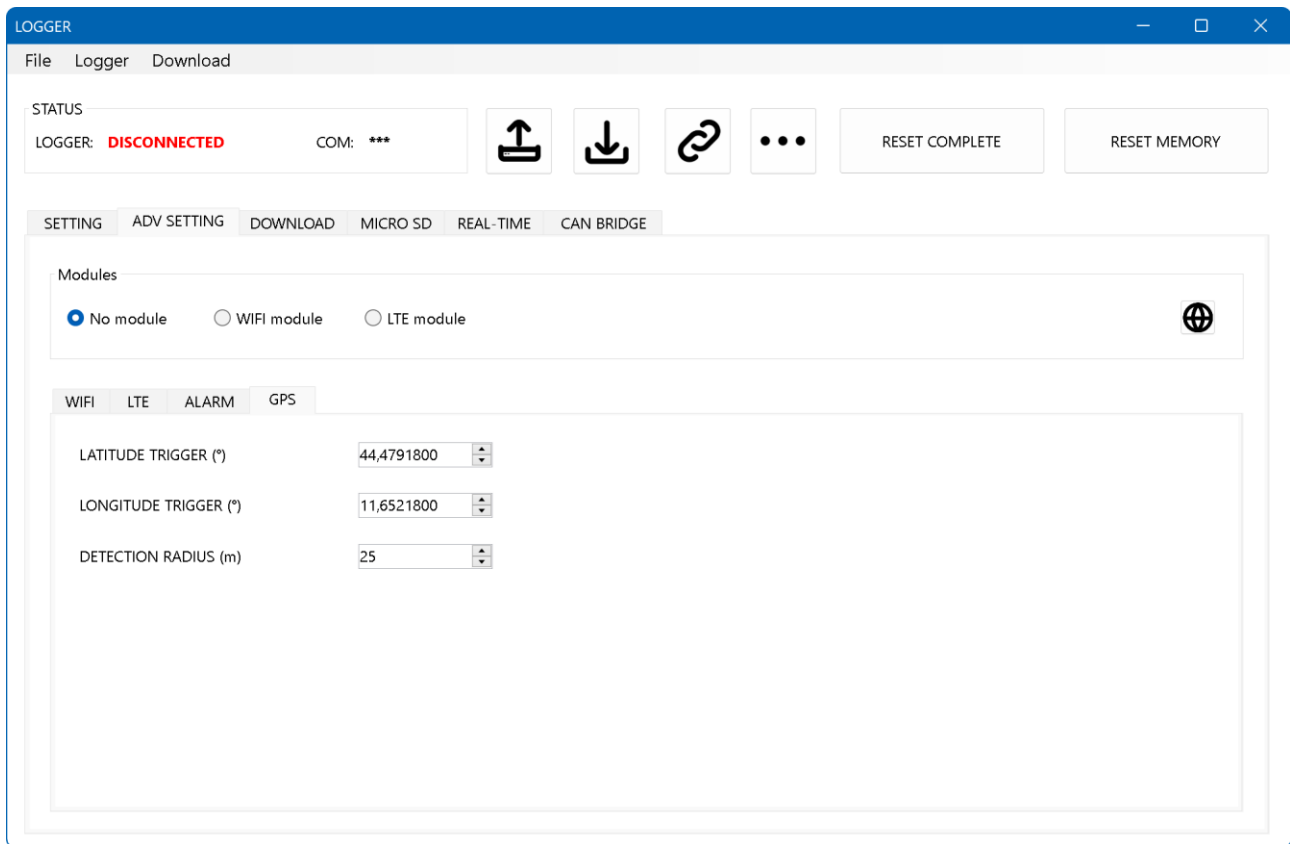 LOGGER
File Logger Download
STATUS
LOGGER: DISCONNECTED COM: ***
RESET COMPLETE
RESET MEMORY
SETTING ADV SETTING DOWNLOAD MICRO SD REAL-TIME CAN BRIDGE
Modules
No module WIFI module LTE module
WIFI LTE ALARM GPS
LATITUDE TRIGGER (°) 44,4791800
LONGITUDE TRIGGER (°) 11,6521800
DETECTION RADIUS (m) 25